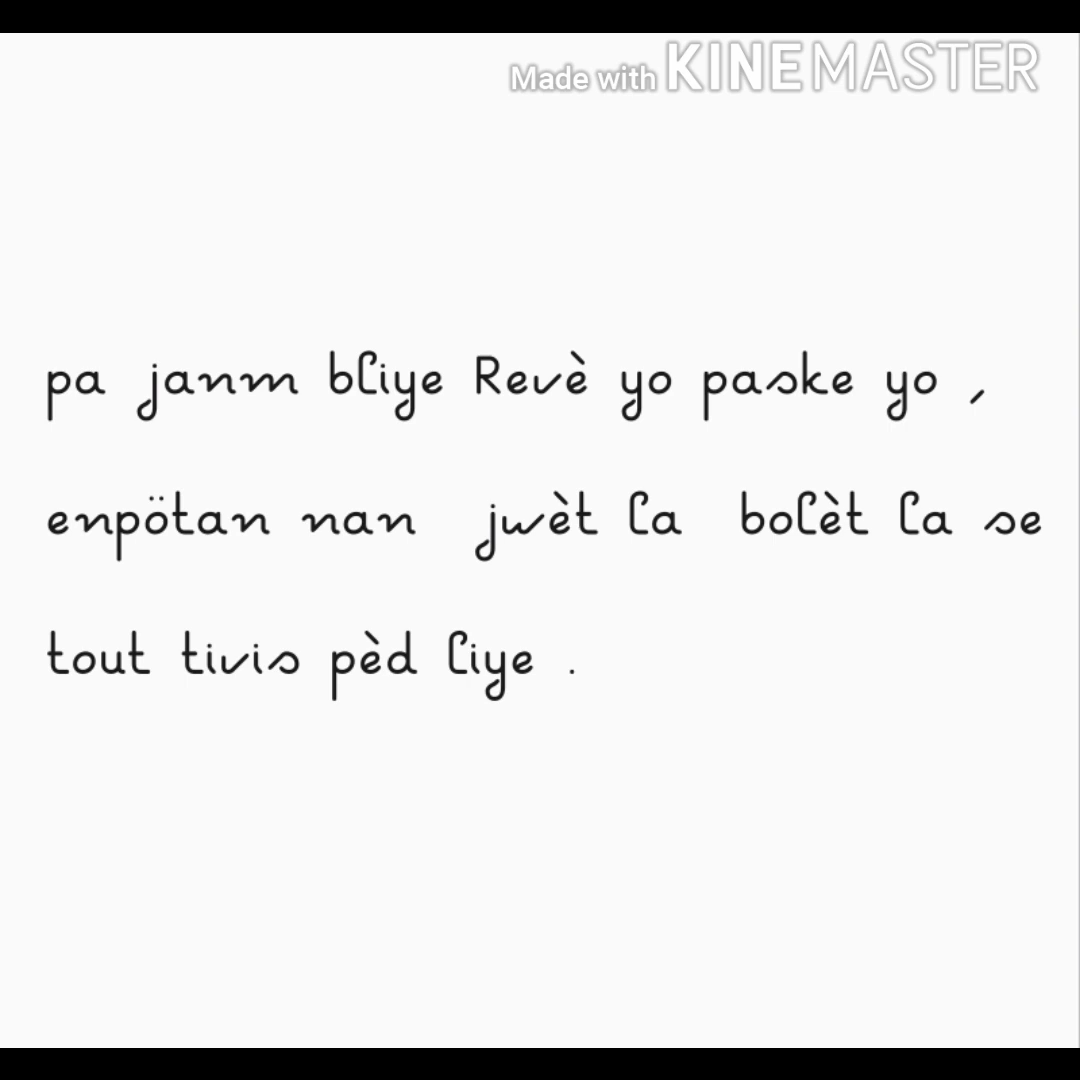 Made with KINEMASTER
pa janm bliye Revè yo paske yo ,
enpötan nan jwèt la bolèt la se
tout tivis pèd liye .